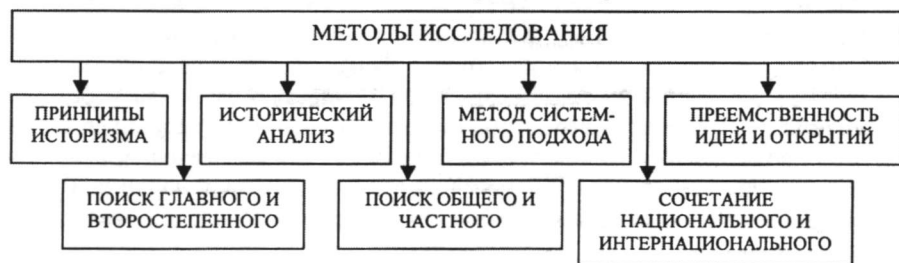 МЕТОДЫ ИССЛЕДОВАНИЯ
ПРИНЦИПЫ
ИСТОРИЗМА
ИСТОРИЧЕСКИЙ
АНАЛИЗ
МЕТОД СИСТЕМ-
НОГО ПОДХОДА
ПРЕЕМСТВЕННОСТЬ
ИДЕЙ И ОТКРЫТИЙ
ПОИСК ГЛАВНОГО И
ВТОРОСТЕПЕННОГО
ПОИСК ОБЩЕГО И
ЧАСТНОГО
СОЧЕТАНИЕ
НАЦИОНАЛЬНОГО И
ИНТЕРНАЦИОНАЛЬНОГО